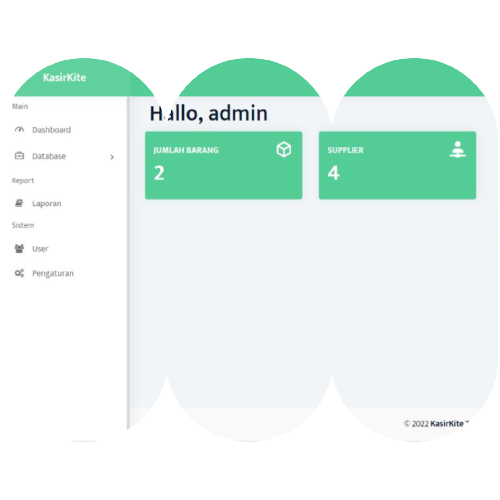 KasirKite
Main
Dashboard
Database
Report
Laporan
Sistem
User
Pengaturan
Hallo, admin
JUMLAH BARANG
2
SUPPLIER
4
© 2022 KasirKite